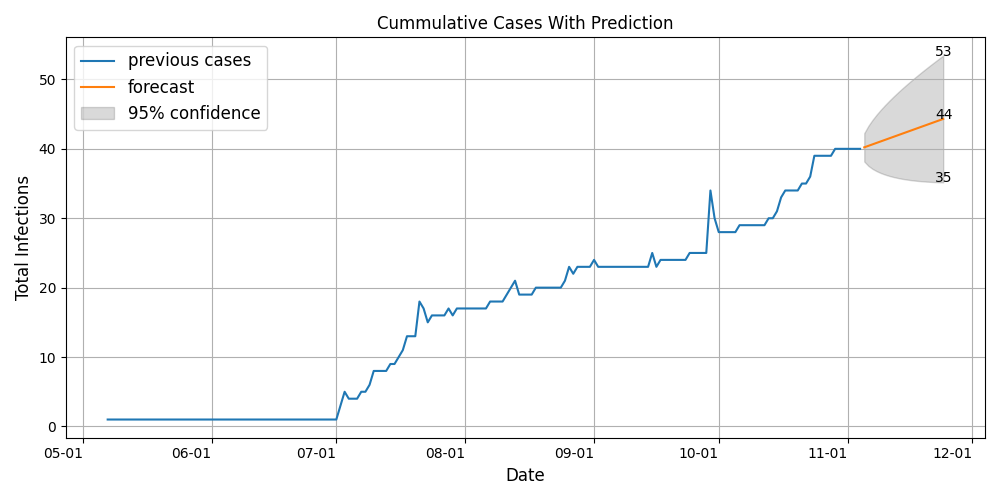 Cummulative Cases With Prediction
previous cases
forecast
95% confidence
53
44
35
50
40
30
20
10
0
Total Infections
05-01
06-01
07-01
08-01
09-01
10-01
11-01
12-01
Date